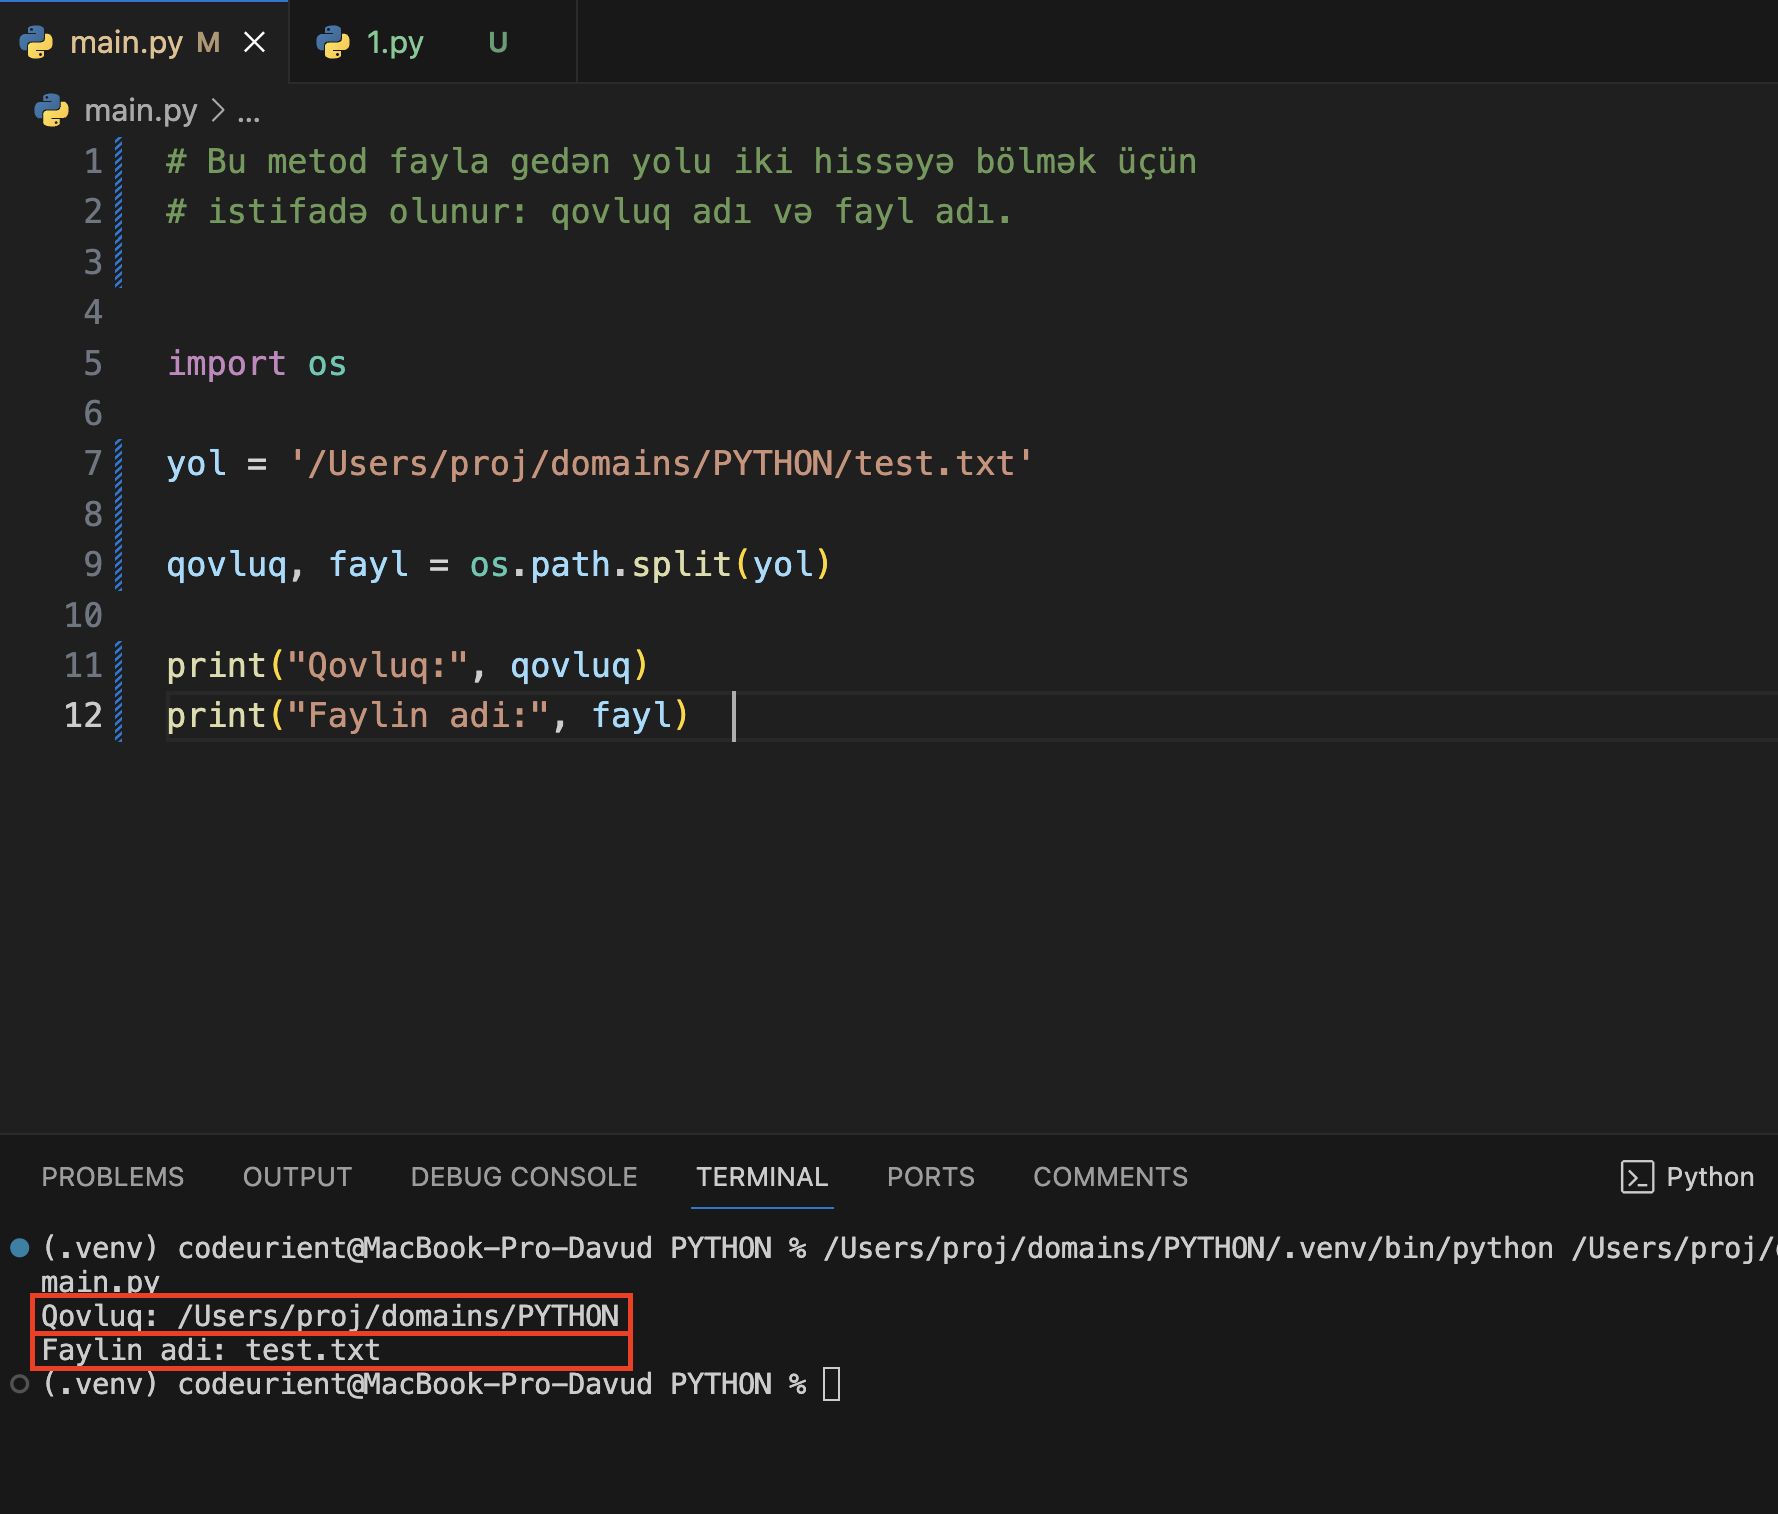 main.py M
1.py U
main.py > ...
1 # Bu metod fayla gedən yolu iki hissəyə bölmək üçün
2 # istifadə olunur: qovluq adı və fayl adı.
3
4
5 import os
6
7 yol = '/Users/proj/domains/PYTHON/test.txt'
8
9 qovluq, fayl = os.path.split(yol)
10
11 print("Qovluq:", qovluq)
12 print("Faylin adi:", fayl)
PROBLEMS OUTPUT DEBUG CONSOLE TERMINAL PORTS COMMENTS Python
(.venv) codeurient@MacBook-Pro-Davud PYTHON % /Users/proj/domains/PYTHON/.venv/bin/python /Users/proj/
main.py
Qovluq: /Users/proj/domains/PYTHON
Faylin adi: test.txt
(.venv) codeurient@MacBook-Pro-Davud PYTHON %